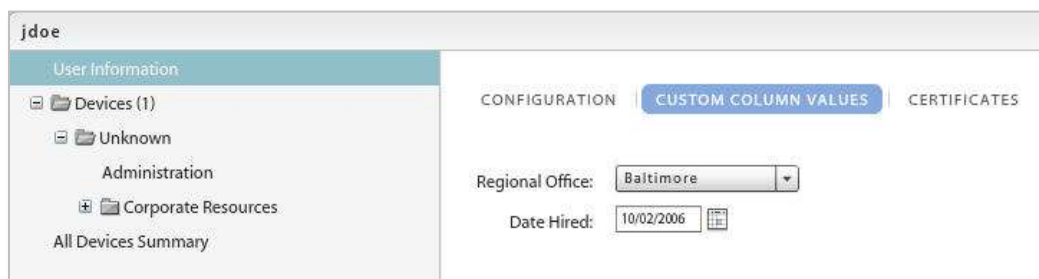 jdoe
User Information
Devices (1)
Unknown
Administration
Corporate Resources
All Devices Summary
CONFIGURATION CUSTOM COLUMN VALUES CERTIFICATES
Regional Office: Baltimore
Date Hired: 10/02/2006